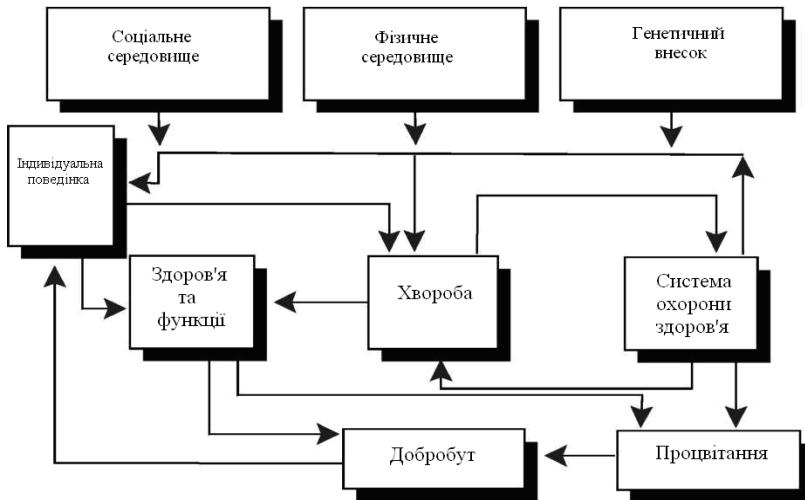 Соціальне
середовище
Фізичне
середовище
Генетичний
внесок
Індивідуальна
поведінка
Здоров'я
та
функції
Хвороба
Система
охорони
здоров'я
Добробут
Процвітання